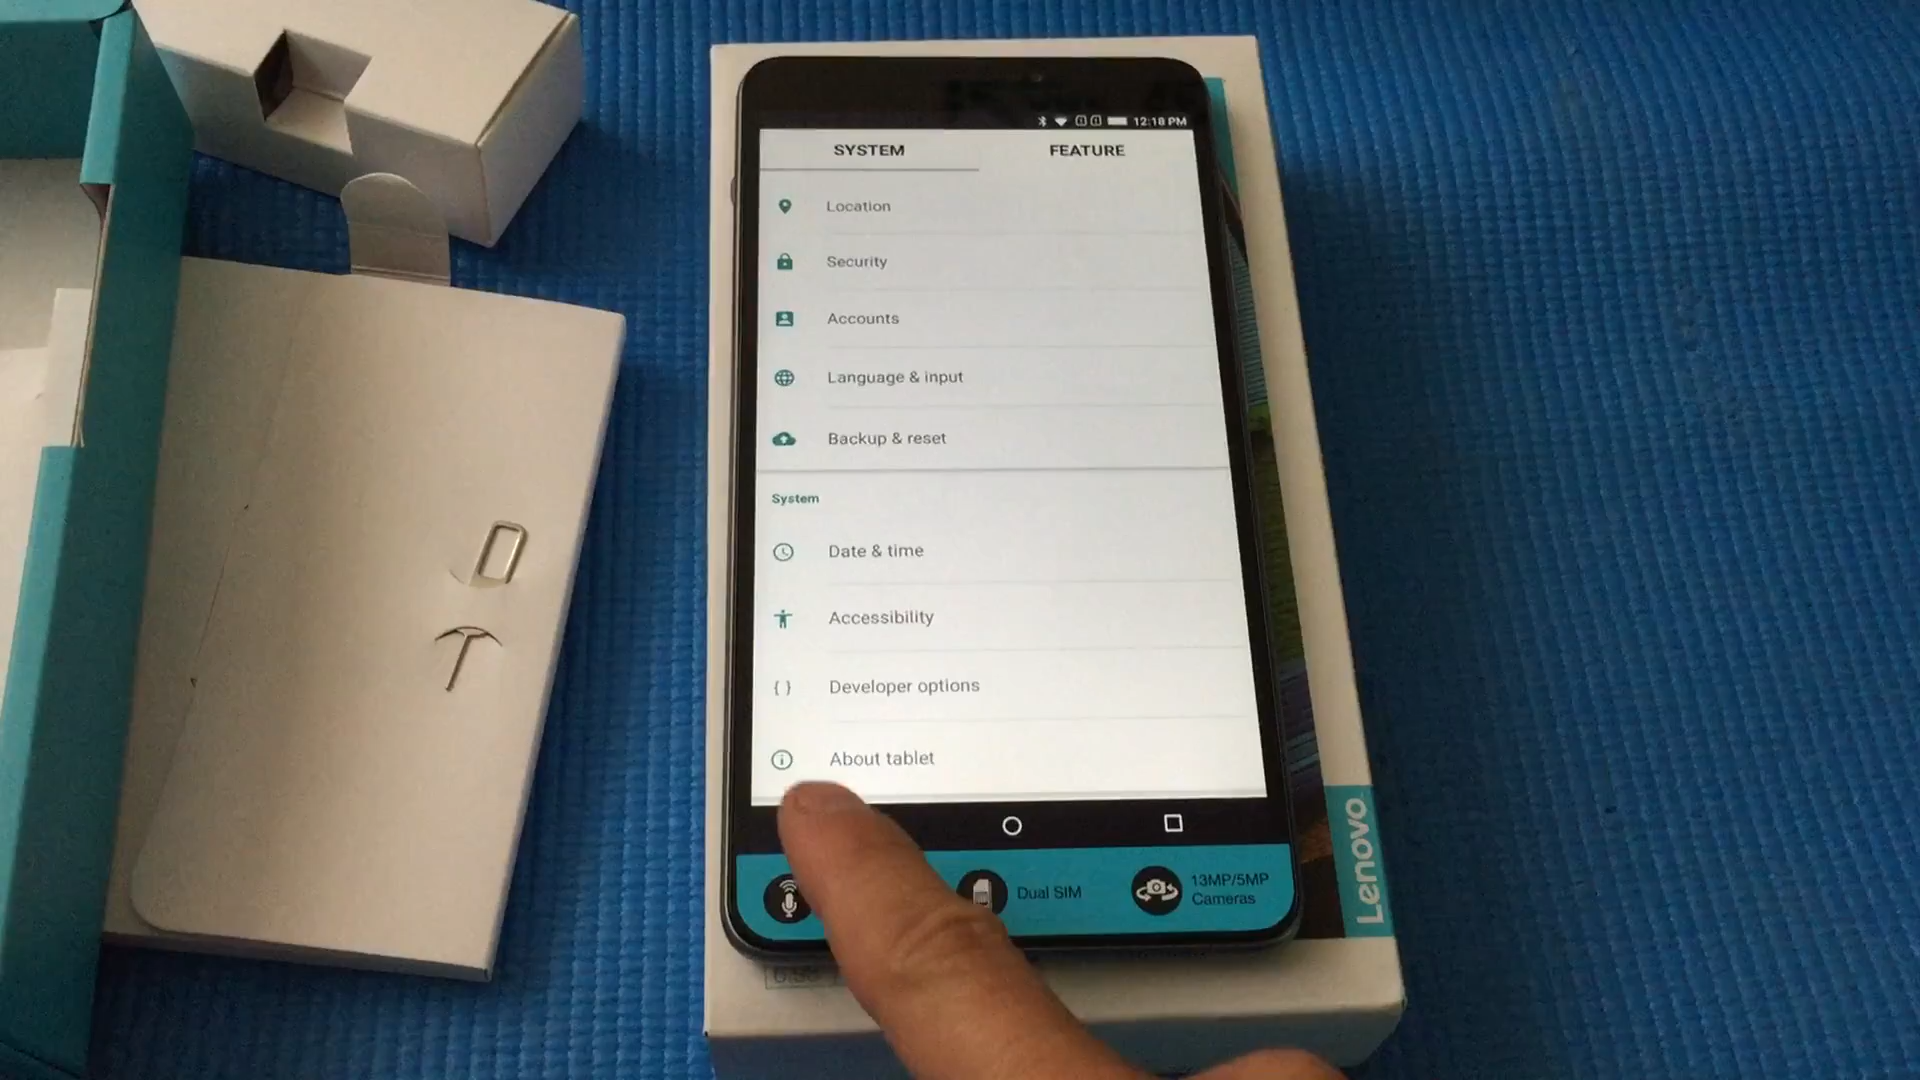 12:18 PM
SYSTEM
FEATURE
Location
Security
Accounts
Language & input
Backup & reset
System
Date & time
Accessibility
{ } Developer options
About tablet
Dual SIM
13MP/5MP
Cameras
Lenovo